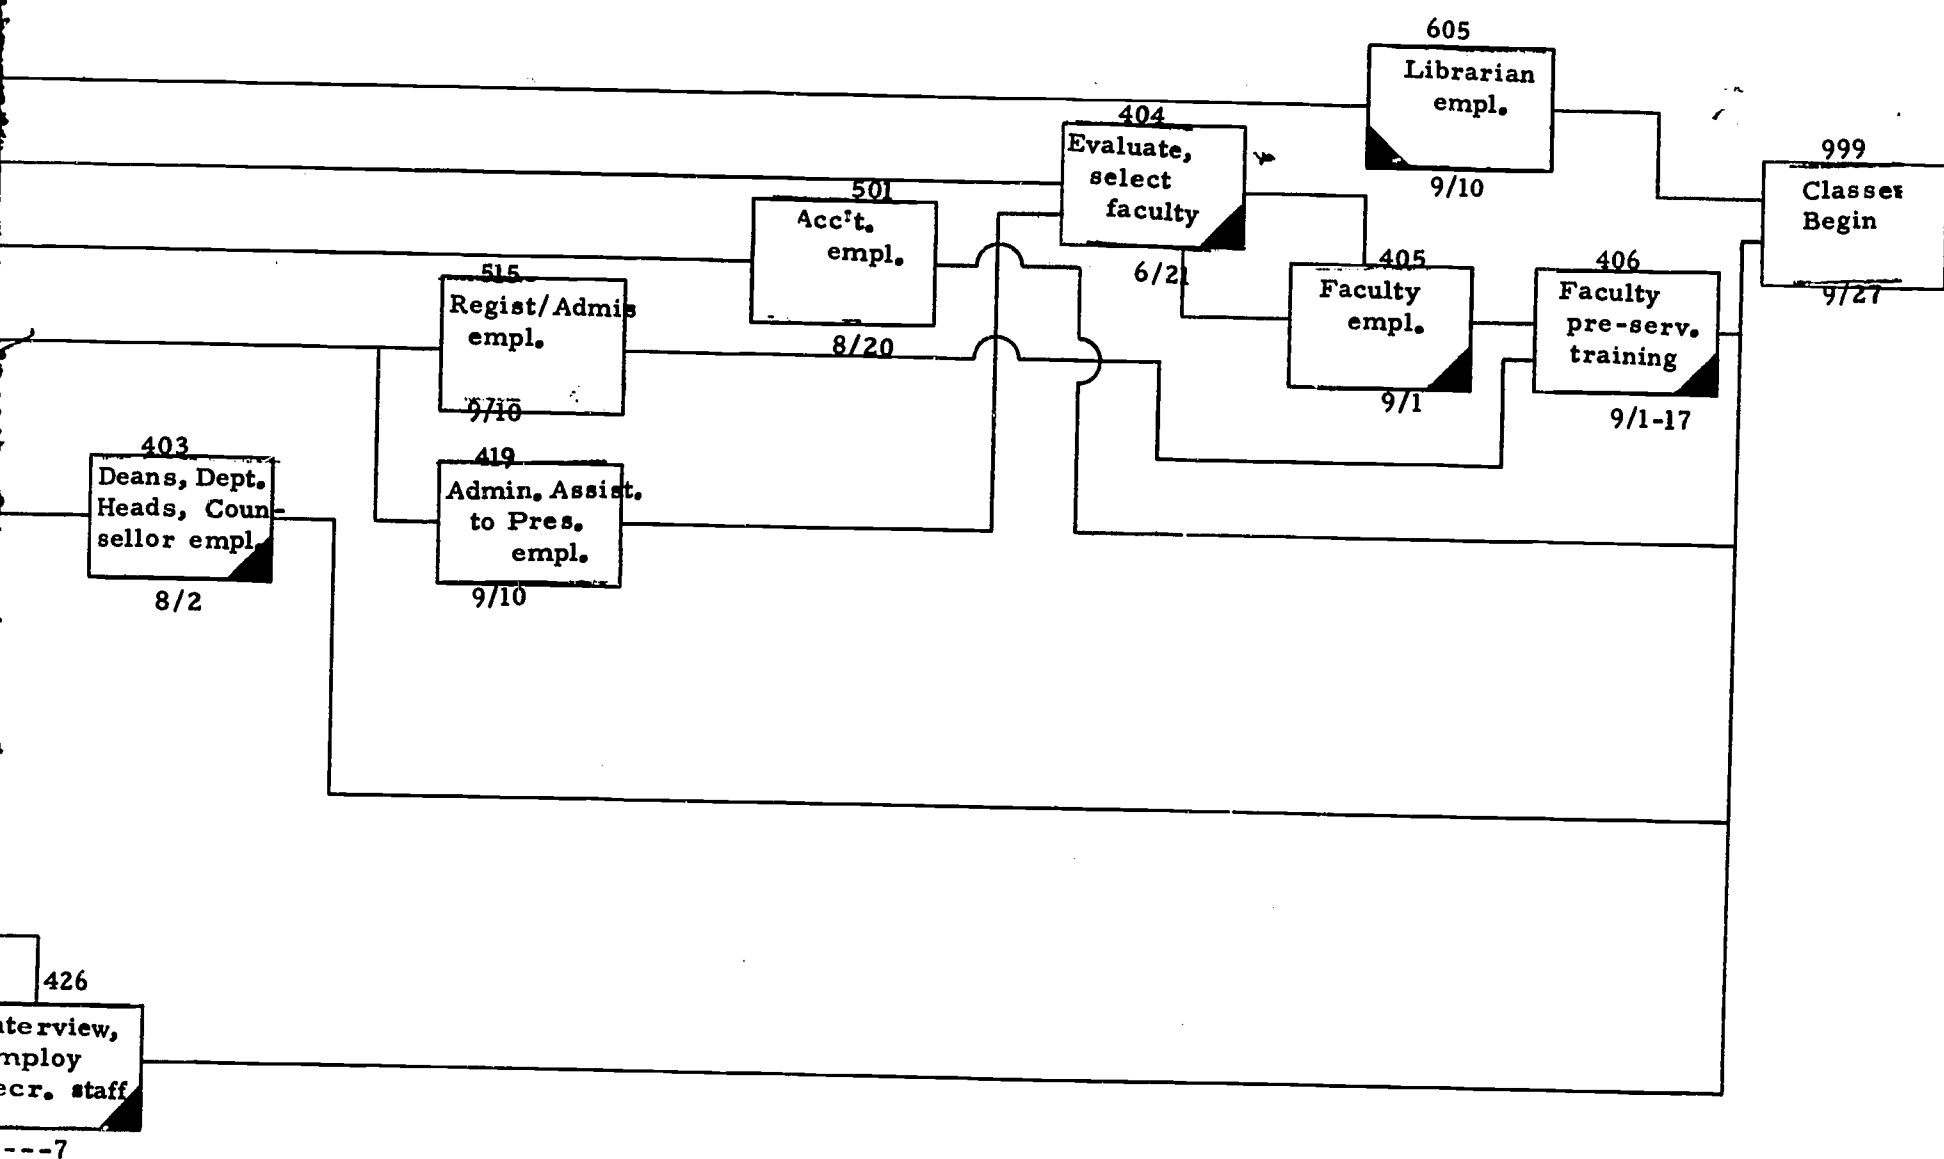 605
Librarian
empl.
9/10
404
Evaluate,
select
faculty
6/21
999
Classes
Begin
9/27
501
Acc't.
empl.
8/20
515
Regist/Admis
empl.
9/10
405
Faculty
empl.
9/1
406
Faculty
pre-serv.
training
9/1-17
403
Deans, Dept.
Heads, Coun-
sellor empl.
8/2
419
Admin. Assist.
to Pres.
empl.
9/10
426
nterview,
mploy
ecr. staff
---7